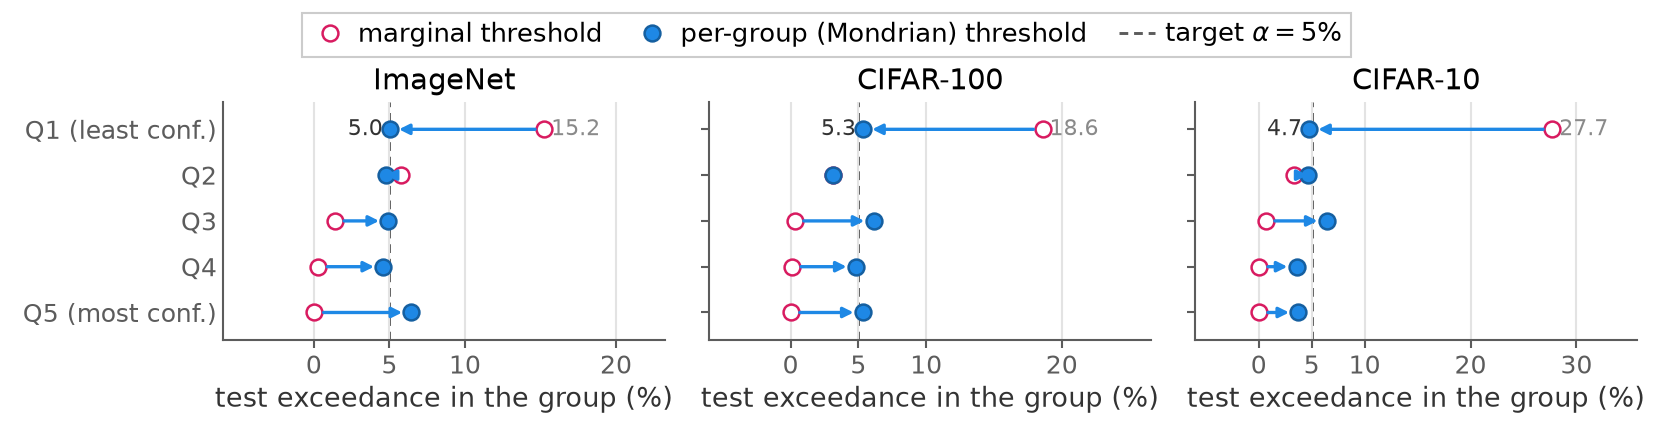 marginal threshold per-group (Mondrian) threshold target α = 5%
ImageNet CIFAR-100 CIFAR-10
Q1 (least conf.) 5.0 15.2 5.3 18.6 4.7 27.7
Q2
Q3
Q4
Q5 (most conf.)
0 5 10 20 0 5 10 20 0 5 10 20 30
test exceedance in the group (%) test exceedance in the group (%) test exceedance in the group (%)